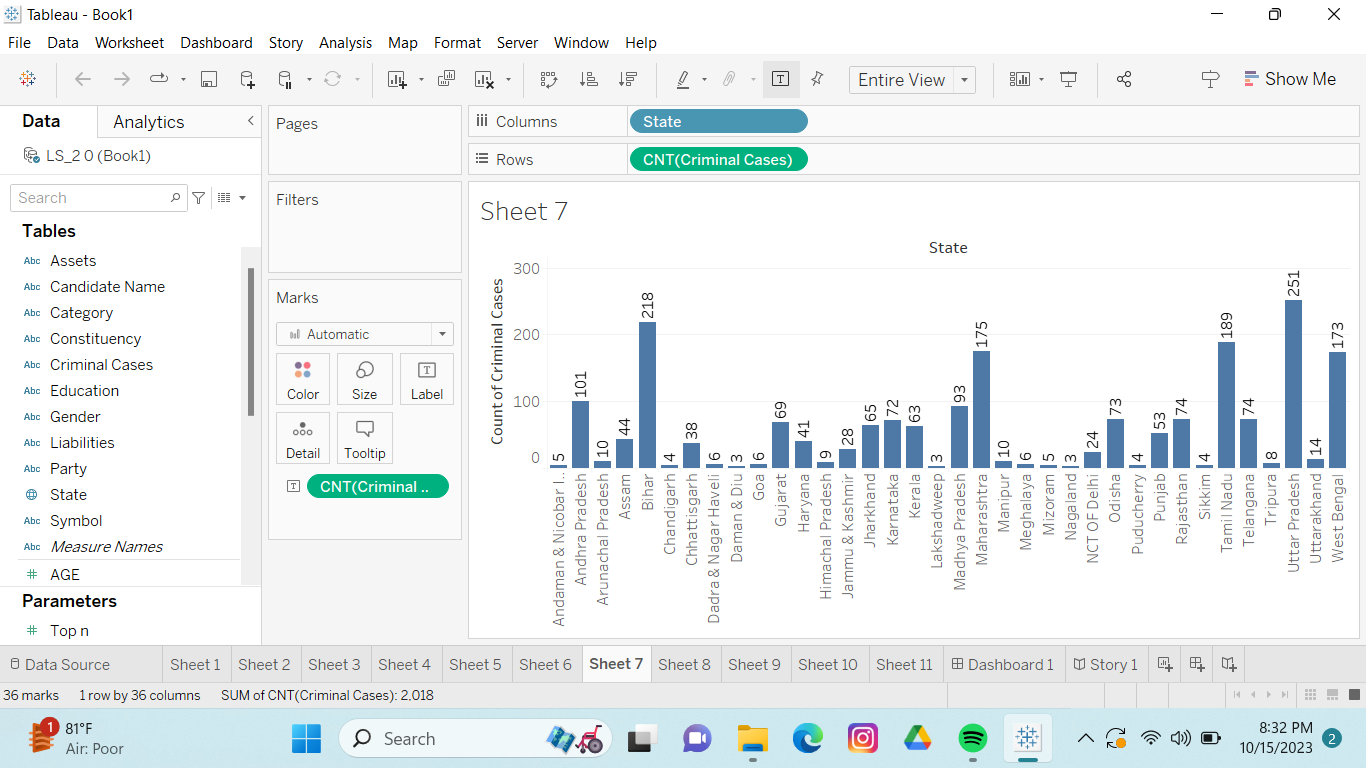 Tableau - Book1
File Data Worksheet Dashboard Story Analysis Map Format Server Window Help
Entire View
Show Me
Data Analytics
LS_2 0 (Book1)
Search
Tables
Abc Assets
Abc Candidate Name
Abc Category
Abc Constituency
Abc Criminal Cases
Abc Education
Abc Gender
Abc Liabilities
Abc Party
State
Abc Symbol
Abc Measure Names
# AGE
Parameters
# Top n
Pages
Filters
Marks
Automatic
Color Size Label
Detail Tooltip
CNT(Criminal ..
Columns State
Rows CNT(Criminal Cases)
Sheet 7
State
Count of Criminal Cases
300
200
100
0
5 101 10 44 218 4 38 6 3 6 69 41 9 28 65 72 63 3 93 175 10 6 5 3 24 73 4 53 74 4 189 74 8 251 14 173
Andaman & Nicobar I..
Andhra Pradesh
Arunachal Pradesh
Assam
Bihar
Chandigarh
Chhattisgarh
Dadra & Nagar Haveli
Daman & Diu
Goa
Gujarat
Haryana
Himachal Pradesh
Jammu & Kashmir
Jharkhand
Karnataka
Kerala
Lakshadweep
Madhya Pradesh
Maharashtra
Manipur
Meghalaya
Mizoram
Nagaland
NCT OF Delhi
Odisha
Puducherry
Punjab
Rajasthan
Sikkim
Tamil Nadu
Telangana
Tripura
Uttar Pradesh
Uttarakhand
West Bengal
Data Source Sheet 1 Sheet 2 Sheet 3 Sheet 4 Sheet 5 Sheet 6 Sheet 7 Sheet 8 Sheet 9 Sheet 10 Sheet 11 Dashboard 1 Story 1
36 marks 1 row by 36 columns SUM of CNT(Criminal Cases): 2,018
1
81°F
Air: Poor
Search
8:32 PM
10/15/2023
2